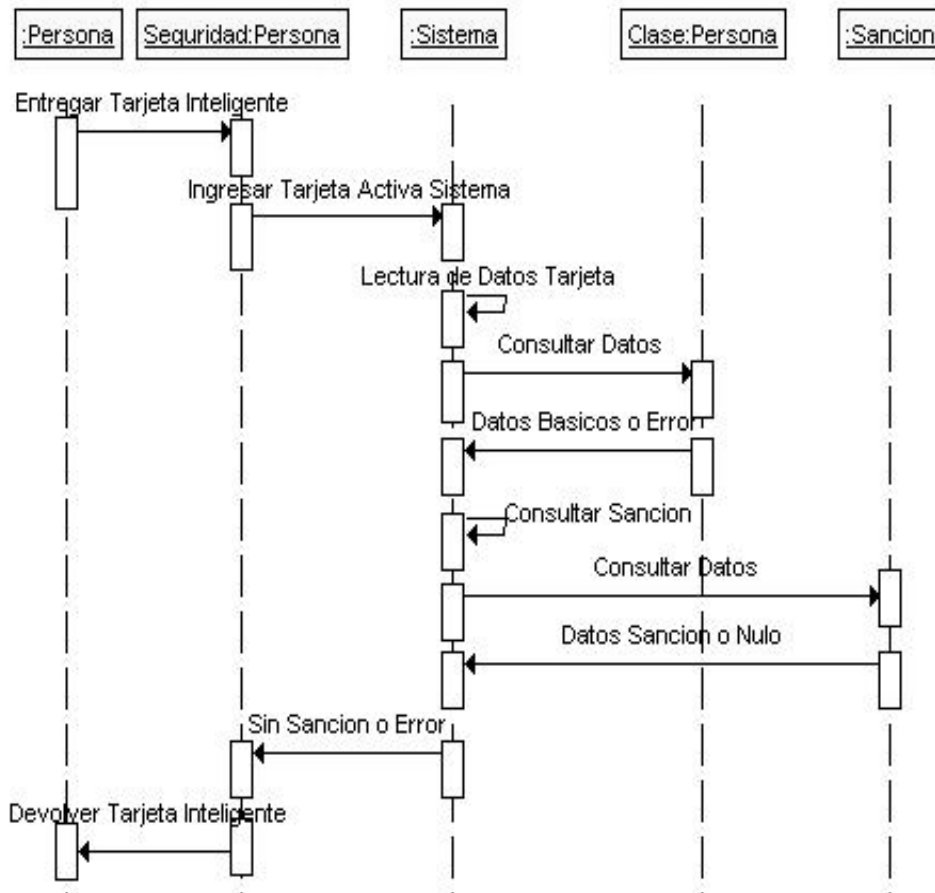 :Persona
Seguridad:Persona
:Sistema
Clase:Persona
:Sancion
Entregar Tarjeta Inteligente
Ingresar Tarjeta Activa Sistema
Lectura de Datos Tarjeta
Consultar Datos
Datos Basicos o Error
Consultar Sancion
Consultar Datos
Datos Sancion o Nulo
Sin Sancion o Error
Devolver Tarjeta Inteligente